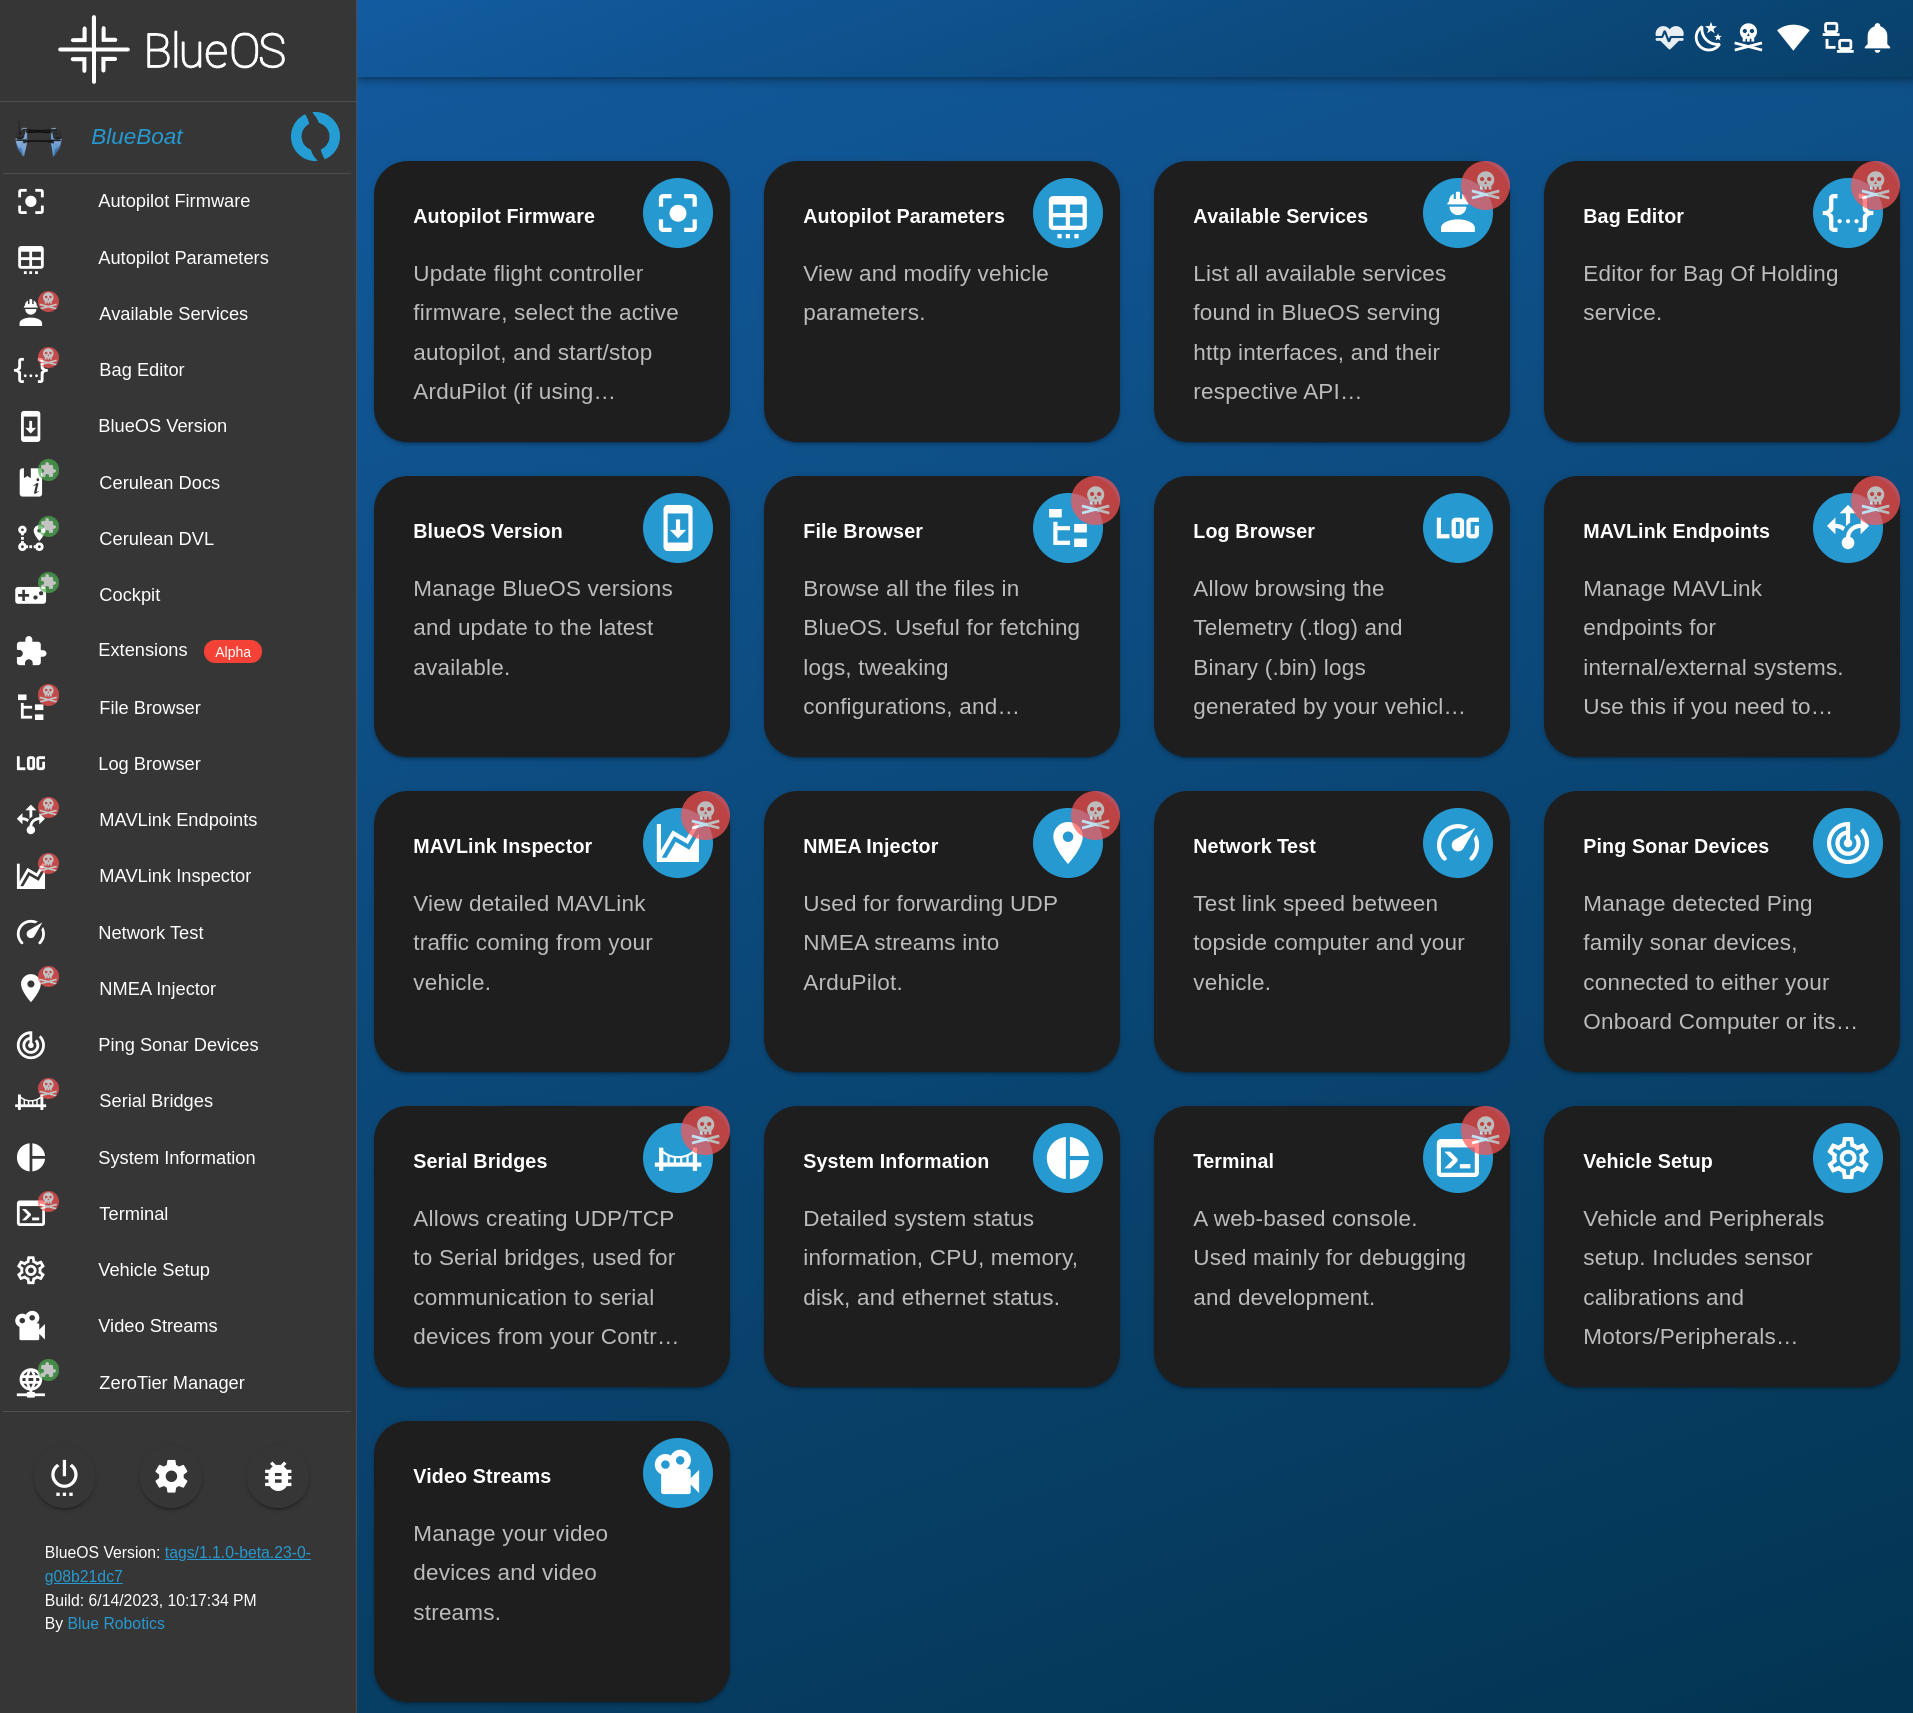 BlueOS
BlueBoat
Autopilot Firmware
Autopilot Parameters
Available Services
Bag Editor
BlueOS Version
Cerulean Docs
Cerulean DVL
Cockpit
Extensions Alpha
File Browser
LOG Log Browser
MAVLink Endpoints
MAVLink Inspector
Network Test
NMEA Injector
Ping Sonar Devices
Serial Bridges
System Information
Terminal
Vehicle Setup
Video Streams
ZeroTier Manager
BlueOS Version: tags/1.1.0-beta.23-0-
g08b21dc7
Build: 6/14/2023, 10:17:34 PM
By Blue Robotics
Autopilot Firmware
Update flight controller
firmware, select the active
autopilot, and start/stop
ArduPilot (if using…
Autopilot Parameters
View and modify vehicle
parameters.
Available Services
List all available services
found in BlueOS serving
http interfaces, and their
respective API…
Bag Editor
Editor for Bag Of Holding
service.
BlueOS Version
Manage BlueOS versions
and update to the latest
available.
File Browser
Browse all the files in
BlueOS. Useful for fetching
logs, tweaking
configurations, and…
Log Browser
LOG
Allow browsing the
Telemetry (.tlog) and
Binary (.bin) logs
generated by your vehicl…
MAVLink Endpoints
Manage MAVLink
endpoints for
internal/external systems.
Use this if you need to…
MAVLink Inspector
View detailed MAVLink
traffic coming from your
vehicle.
NMEA Injector
Used for forwarding UDP
NMEA streams into
ArduPilot.
Network Test
Test link speed between
topside computer and your
vehicle.
Ping Sonar Devices
Manage detected Ping
family sonar devices,
connected to either your
Onboard Computer or its…
Serial Bridges
Allows creating UDP/TCP
to Serial bridges, used for
communication to serial
devices from your Contr…
System Information
Detailed system status
information, CPU, memory,
disk, and ethernet status.
Terminal
A web-based console.
Used mainly for debugging
and development.
Vehicle Setup
Vehicle and Peripherals
setup. Includes sensor
calibrations and
Motors/Peripherals…
Video Streams
Manage your video
devices and video
streams.